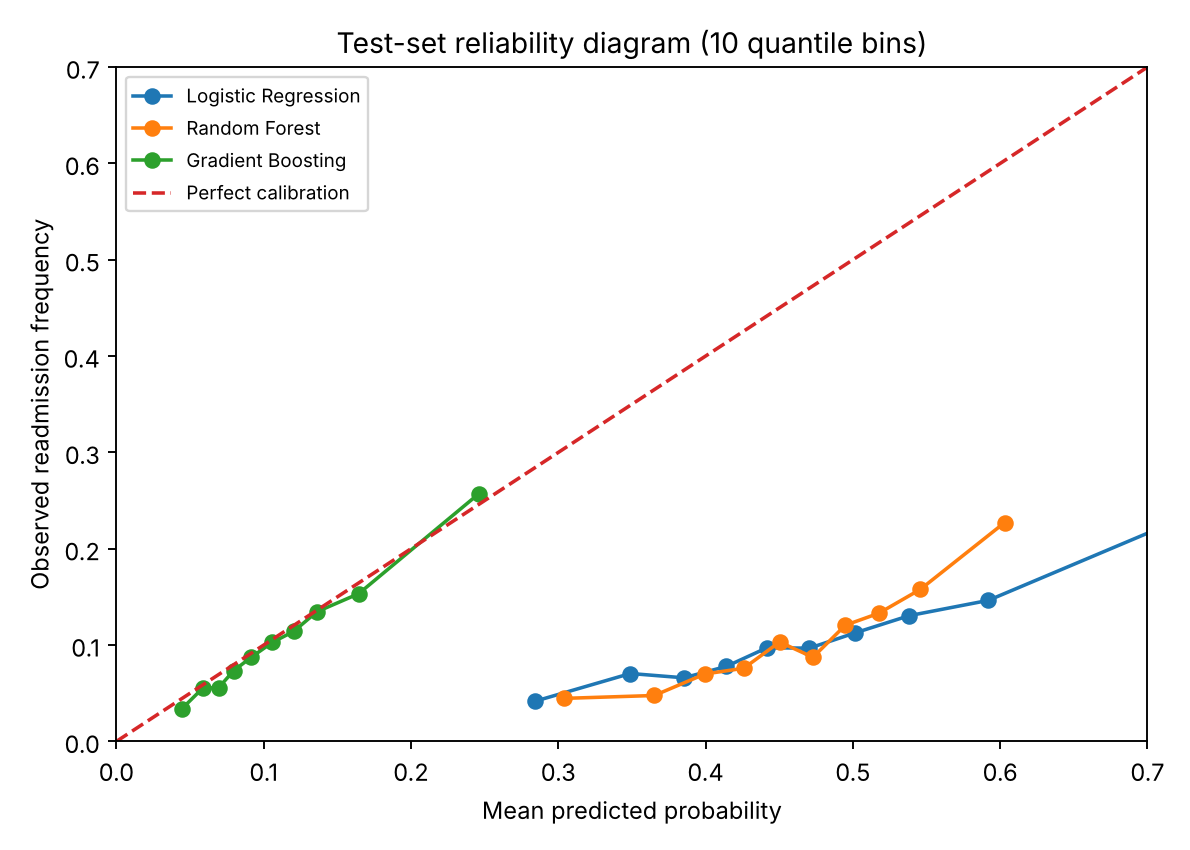 Test-set reliability diagram (10 quantile bins)
Logistic Regression
Random Forest
Gradient Boosting
Perfect calibration
Observed readmission frequency
0.7
0.6
0.5
0.4
0.3
0.2
0.1
0.0
0.0 0.1 0.2 0.3 0.4 0.5 0.6 0.7
Mean predicted probability